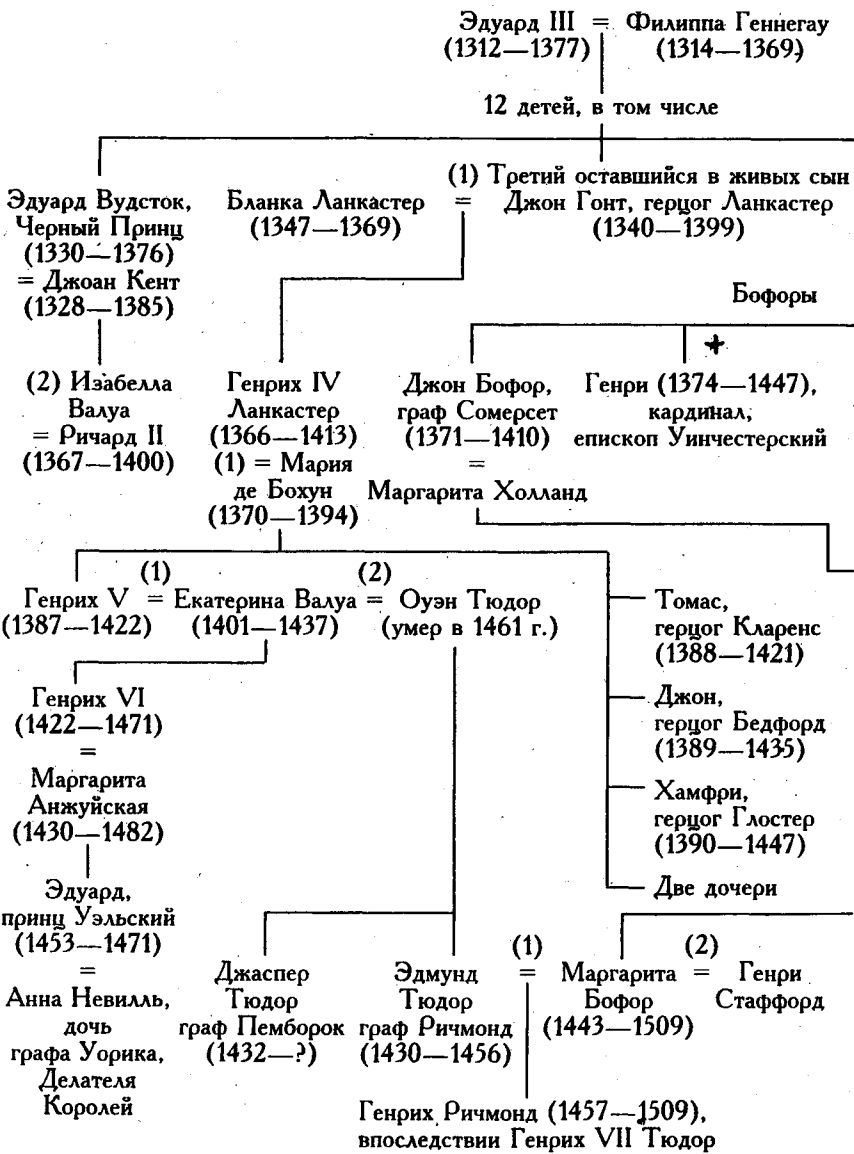 Эдуард III = Филиппа Геннегау
(1312—1377) (1314—1369)
12 детей, в том числе
(1) Третий оставшийся в живых сын
Эдуард Вудсток, Бланка Ланкастер = Джон Гонт, герцог Ланкастер
Черный Принц (1347—1369) (1340—1399)
(1330—1376)
= Джоан Кент
(1328—1385)
Бофоры
(2) Изабелла
Валуа
= Ричард II
(1367—1400)
Генрих IV
Ланкастер
(1366—1413)
(1) = Мария
де Бохун
(1370—1394)
Джон Бофор,
граф Сомерсет
(1371—1410)
=
Маргарита Холланд
Генри (1374—1447),
кардинал,
епископ Уинчестерский
(1) (2)
Генрих V = Екатерина Валуа = Оуэн Тюдор
(1387—1422) (1401—1437) (умер в 1461 г.)
Томас,
герцог Кларенс
(1388—1421)
Джон,
герцог Бедфорд
(1389—1435)
Хамфри,
герцог Глостер
(1390—1447)
Две дочери
Генрих VI
(1422—1471)
=
Маргарита
Анжуйская
(1430—1482)
Эдуард,
принц Уэльский
(1453—1471)
=
Анна Невилль,
дочь
графа Уорика,
Делателя
Королей
Джаспер
Тюдор
граф Пемборок
(1432—?)
(1) (2)
Эдмунд = Маргарита = Генри
Тюдор Бофор Стаффорд
граф Ричмонд (1443—1509)
(1430—1456)
Генрих Ричмонд (1457—1509),
впоследствии Генрих VII Тюдор